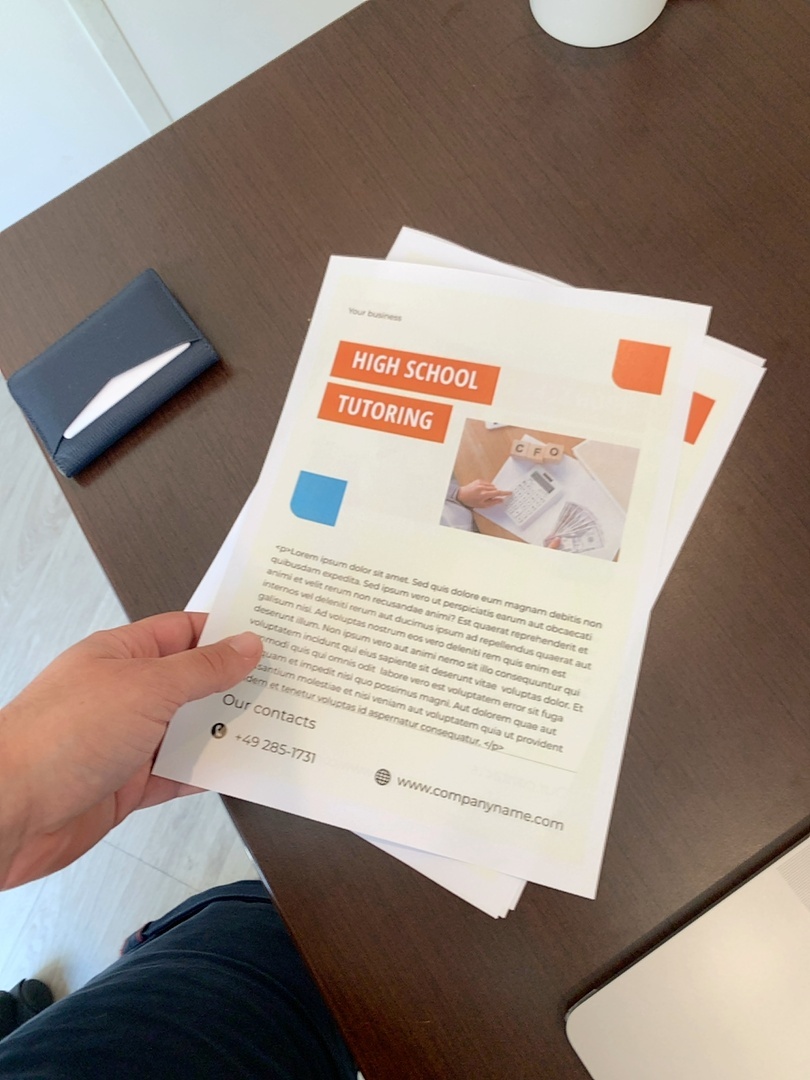 Your business
HIGH SCHOOL
TUTORING
CFO
<p>Lorem ipsum dolor sit amet. Sed quis dolore eum magnam debitis non
quibusdam expedita. Sed ipsum vero ut perspiciatis earum aut obcaecati
animi et velit rerum non recusandae animi? Est quaerat reprehenderit et
internos vel deleniti rerum aut ducimus ipsum ad repellendus quaerat aut
galisum nisi. Ad voluptas nostrum eos vero deleniti rem quis enim est
deserunt illum. Non ipsum vero aut animi nemo sit illo consequuntur qui
voluptatem incidunt qui eius sapiente sit deserunt vitae voluptas dolor. Et
modi quis qui omnis odit labore vero est voluptatem error sit fuga
quam et impedit nisi quo possimus magni. Aut dolorem quae aut
santium molestiae et nisi veniam aut voluptatem quia ut provident
dem et tenetur voluptas id aspernatur consequatur. </p>
Our contacts
+49 285-1731
www.companyname.com